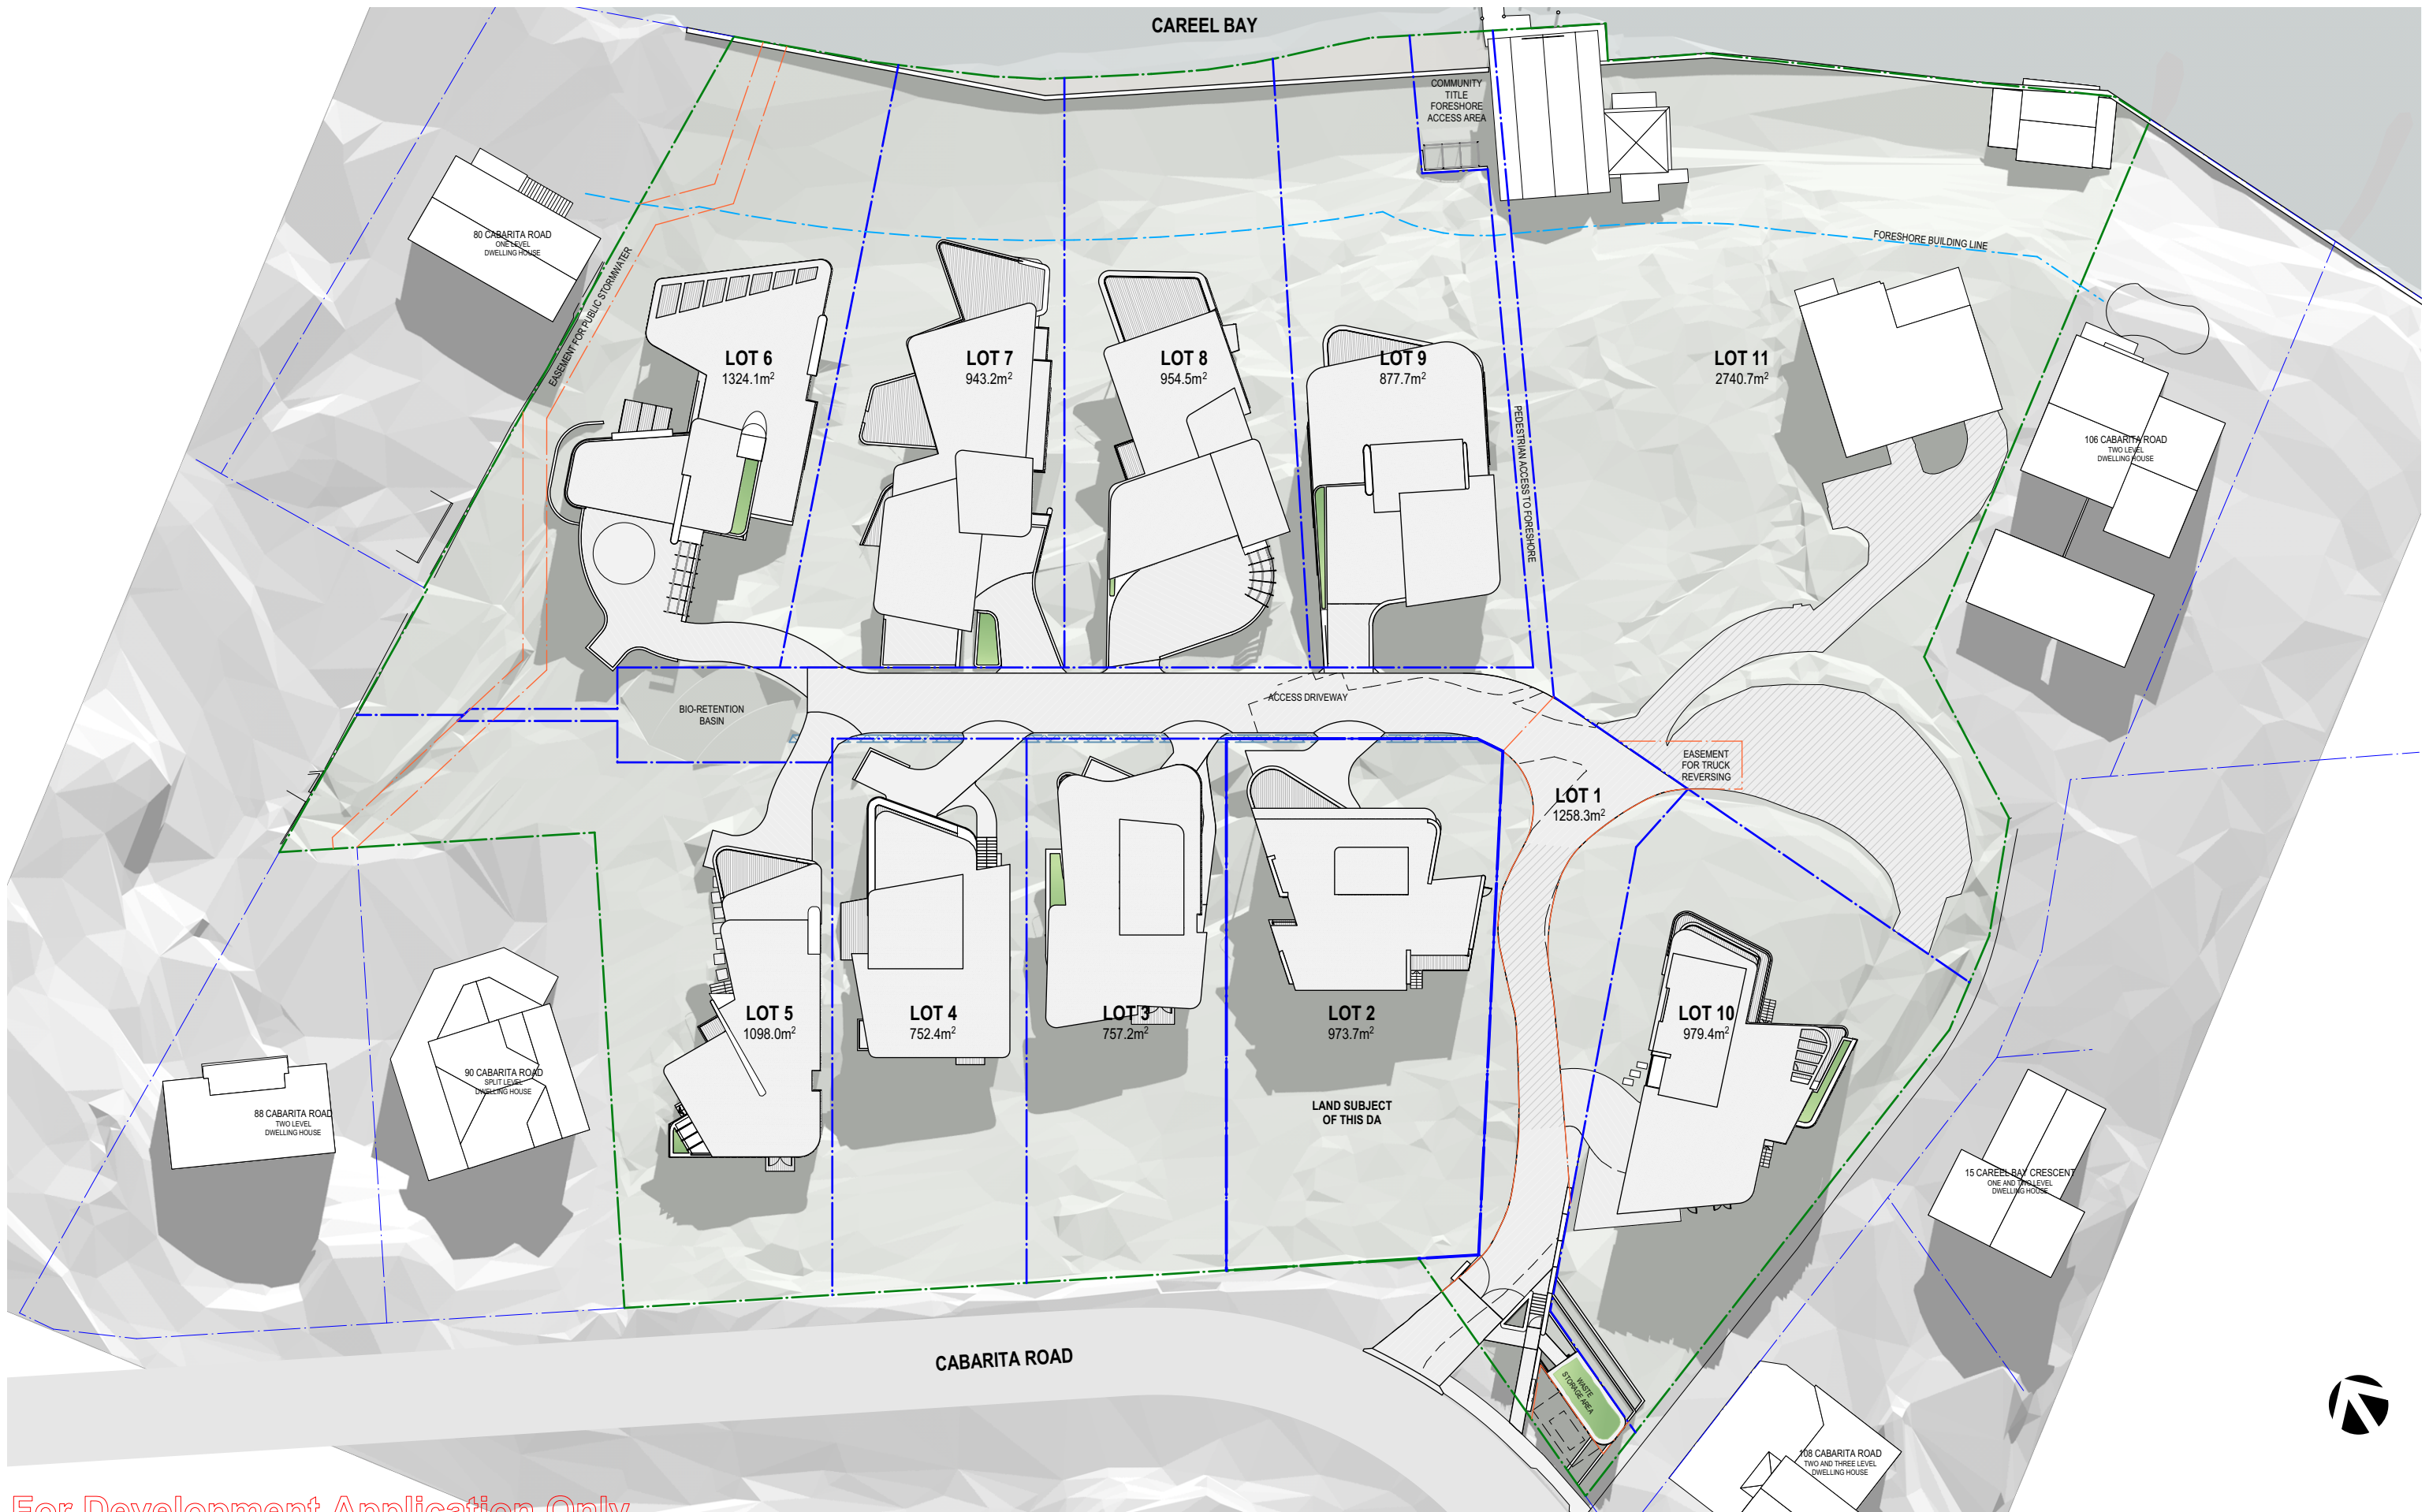 CAREEL BAY
COMMUNITY
TITLE
FORESHORE
ACCESS AREA
80 CABARITA ROAD
ONE LEVEL
DWELLING HOUSE
FORESHORE BUILDING LINE
EASEMENT FOR PUBLIC STORMWATER
LOT 6
1324.1m²
LOT 7
943.2m²
LOT 8
954.5m²
LOT 9
877.7m²
LOT 11
2740.7m²
PEDESTRIAN ACCESS TO FORESHORE
106 CABARITA ROAD
TWO LEVEL
DWELLING HOUSE
BIO-RETENTION
BASIN
ACCESS DRIVEWAY
EASEMENT
FOR TRUCK
REVERSING
LOT 1
1258.3m²
LOT 5
1098.0m²
LOT 4
752.4m²
LOT 3
757.2m²
LOT 2
973.7m²
LOT 10
979.4m²
90 CABARITA ROAD
SPLIT LEVEL
DWELLING HOUSE
88 CABARITA ROAD
TWO LEVEL
DWELLING HOUSE
LAND SUBJECT
OF THIS DA
15 CAREEL BAY CRESCENT
ONE AND TWO LEVEL
DWELLING HOUSE
CABARITA ROAD
WASTE
STORAGE AREA
108 CABARITA ROAD
TWO AND THREE LEVEL
DWELLING HOUSE
For Development Application Only